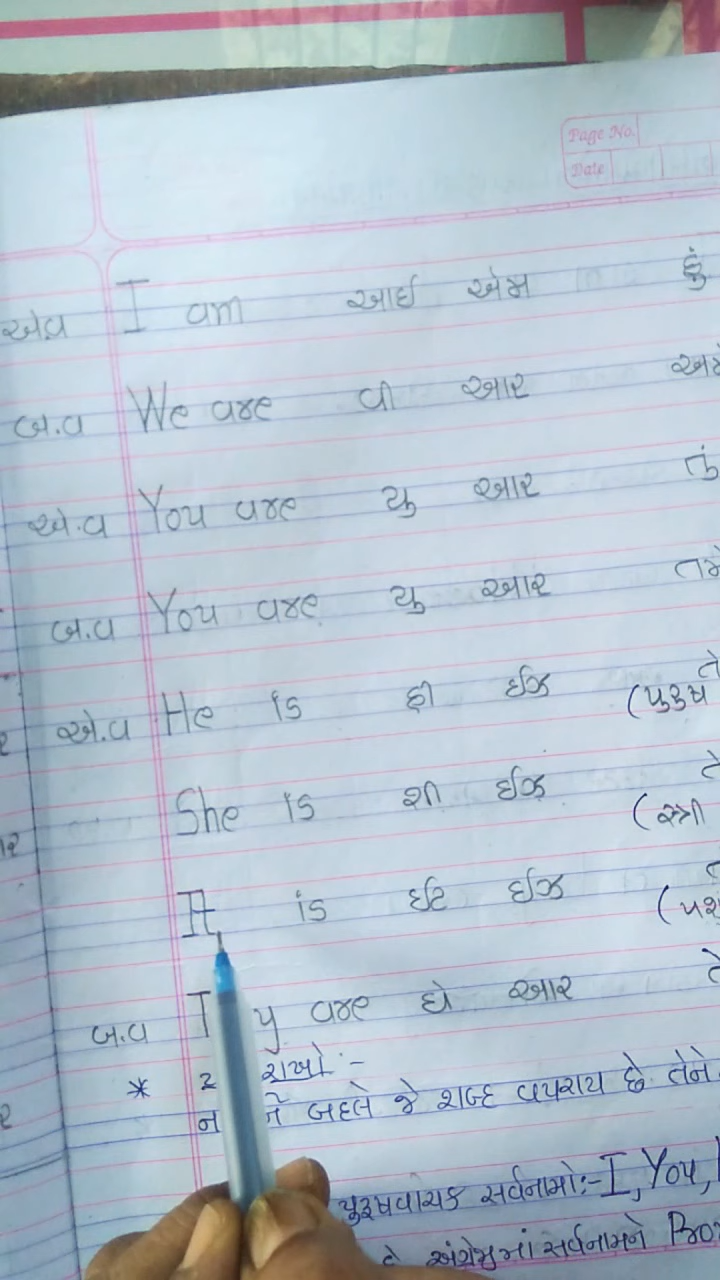 Page No.
Date
એવ I am આઈ એમ હું
બ.વ We are વી આર
એ.વ You are યુ આર તું
બ.વ You are યુ આર
એ.વ He is હી ઈઝ તે
(પુરુષ
She is શી ઈઝ તે
(સ્ત્રી
It is ઈટ ઈઝ
બ.વ are ધે આર તે
*
બદલે જે શબ્દ વપરાય છે તેને
પુરૂષવાચક સર્વનામો:- I, You,
અંગ્રેજીમાં સર્વનામને